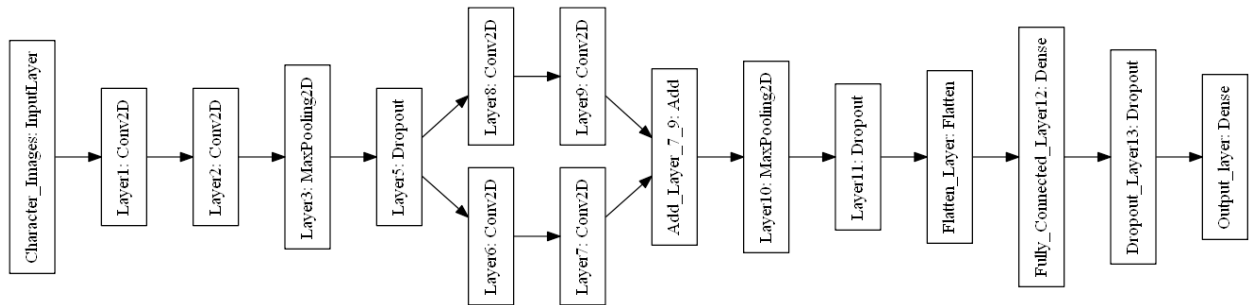 Character_Images: InputLayer
Layer1: Conv2D
Layer2: Conv2D
Layer3: MaxPooling2D
Layer5: Dropout
Layer8: Conv2D
Layer9: Conv2D
Layer6: Conv2D
Layer7: Conv2D
Add_Layer_7_9: Add
Layer10: MaxPooling2D
Layer11: Dropout
Flatten_Layer: Flatten
Fully_Connected_Layer12: Dense
Dropout_Layer13: Dropout
Output_layer: Dense